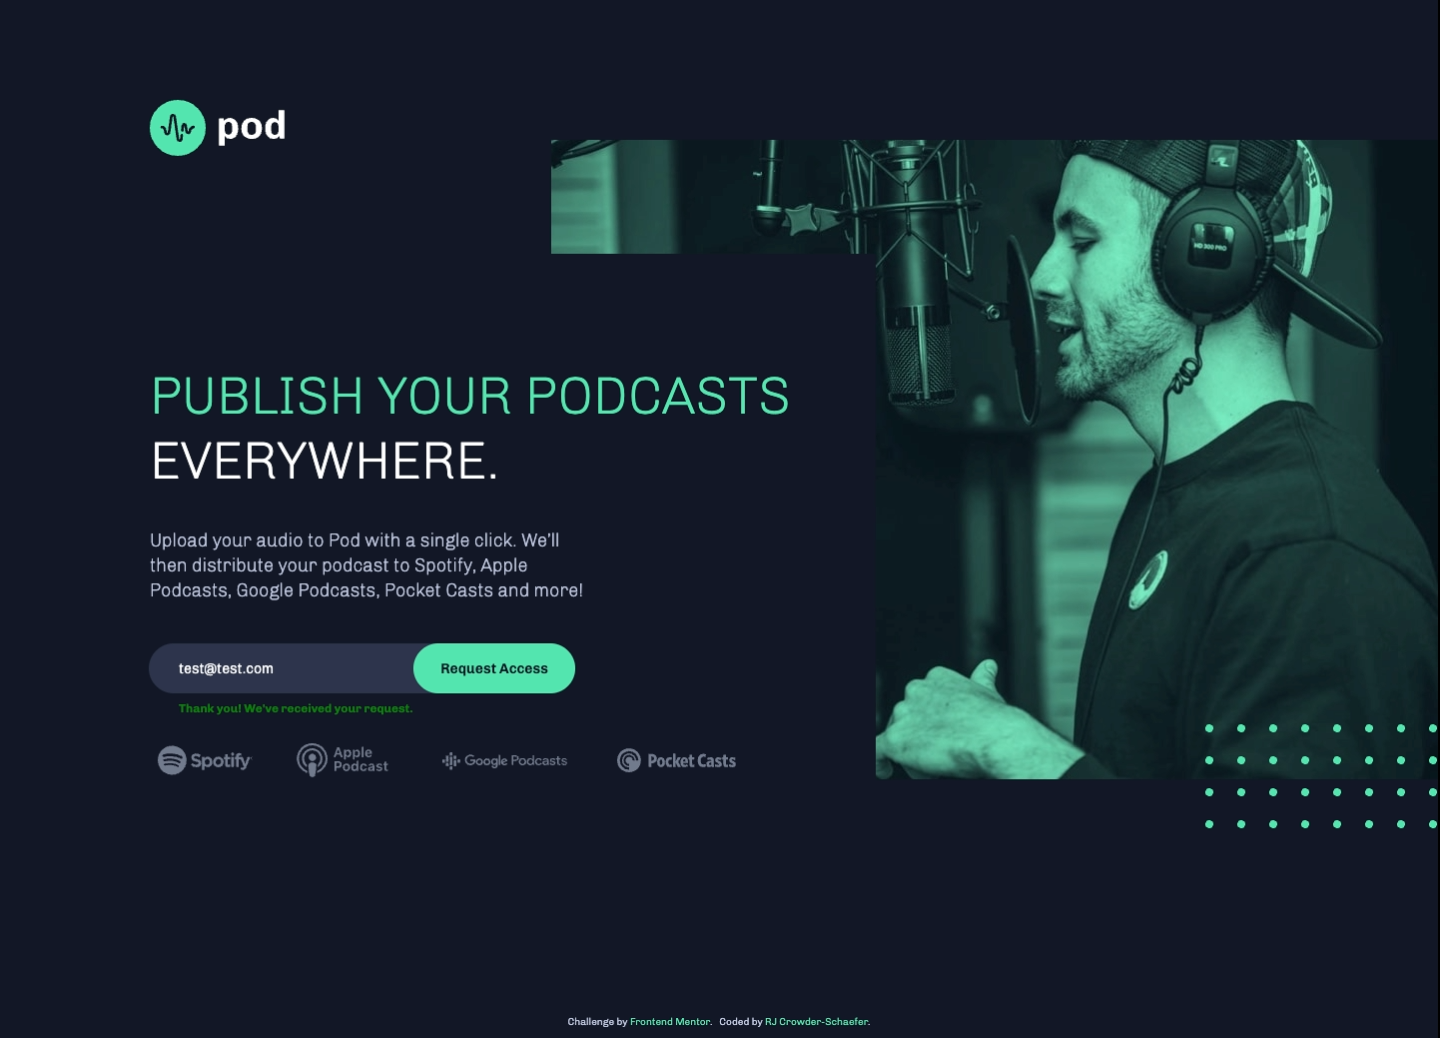 pod
HD 300 PRO
PUBLISH YOUR PODCASTS
EVERYWHERE.
Upload your audio to Pod with a single click. We'll
then distribute your podcast to Spotify, Apple
Podcasts, Google Podcasts, Pocket Casts and more!
test@test.com
Request Access
Thank you! We've received your request.
Spotify
Apple
Podcast
Google Podcasts
Pocket Casts
Challenge by Frontend Mentor. Coded by RJ Crowder-Schaefer.